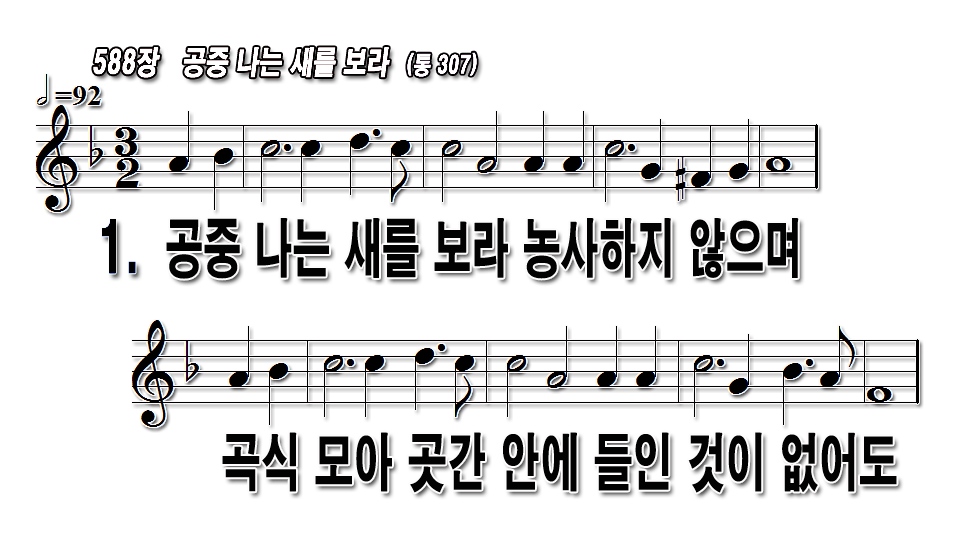 588장 공중 나는 새를 보라 (통 307)
𝅗𝅥=92
3
2
1. 공중 나는 새를 보라 농사하지 않으며
곡식 모아 곳간 안에 들인 것이 없어도